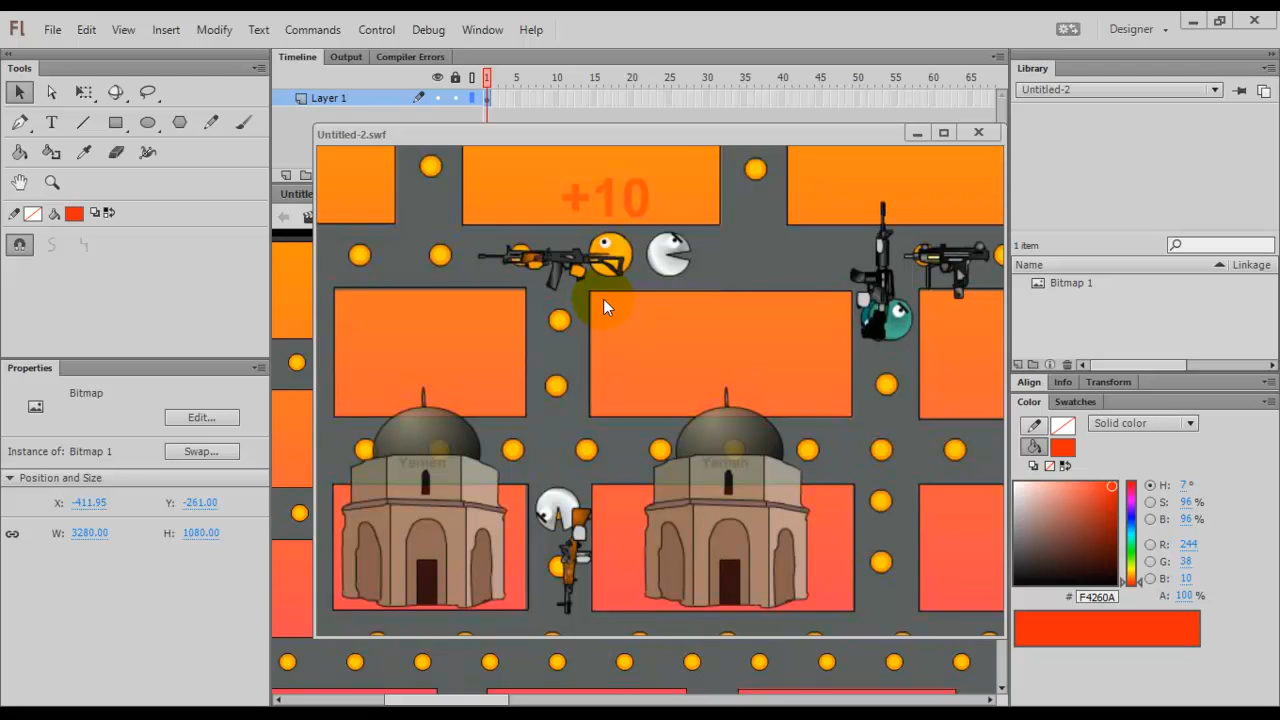 Fl File Edit View Insert Modify Text Commands Control Debug Window Help Designer
Tools
Timeline Output Compiler Errors
1 5 10 15 20 25 30 35 40 45 50 55 60 65
Layer 1
Untitled-2.swf
+10
Yemen
Yemen
Untitle
Properties
Bitmap
Edit...
Instance of: Bitmap 1
Swap...
Position and Size
X: -411.95 Y: -261.00
W: 3280.00 H: 1080.00
Library
Untitled-2
1 item
Name Linkage
Bitmap 1
Align Info Transform
Color Swatches
Solid color
H: 7 °
S: 96 %
B: 96 %
R: 244
G: 38
B: 10
# F4260A A: 100 %